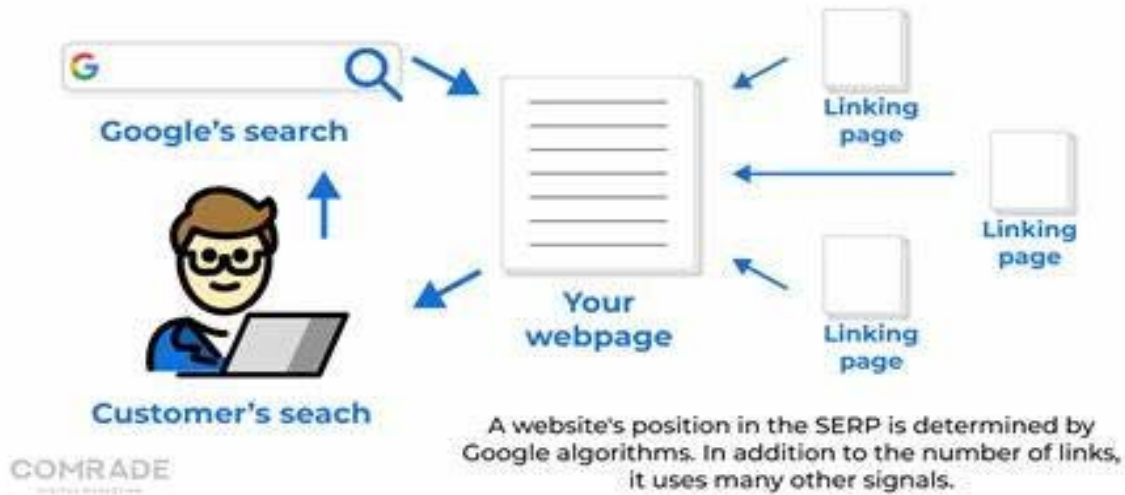 G
Google's search
Customer's seach
Your
webpage
Linking
page
Linking
page
Linking
page
A website's position in the SERP is determined by
Google algorithms. In addition to the number of links,
it uses many other signals.
COMRADE